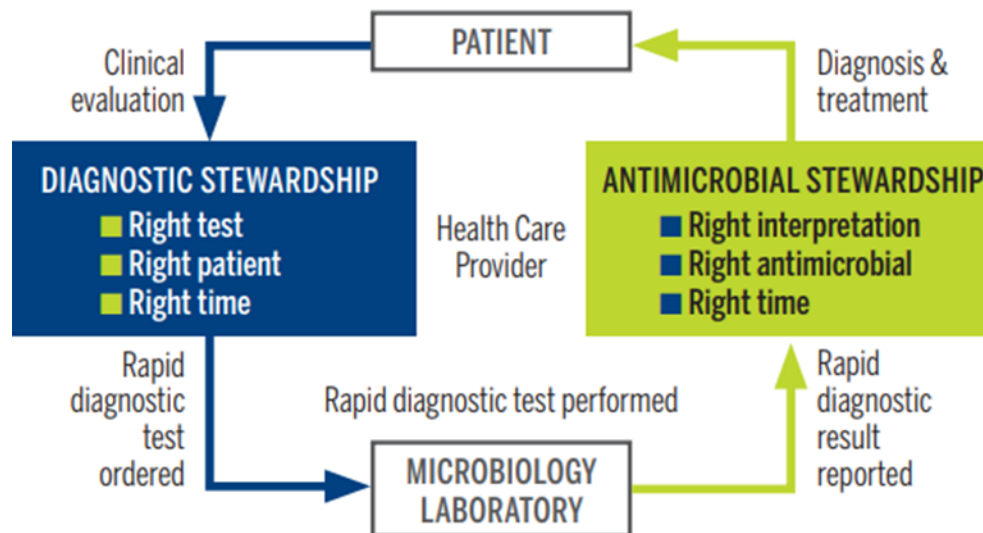 PATIENT
Clinical
evaluation
Diagnosis &
treatment
DIAGNOSTIC STEWARDSHIP
Right test
Right patient
Right time
Health Care
Provider
ANTIMICROBIAL STEWARDSHIP
Right interpretation
Right antimicrobial
Right time
Rapid
diagnostic
test
ordered
Rapid diagnostic test performed
MICROBIOLOGY
LABORATORY
Rapid
diagnostic
result
reported